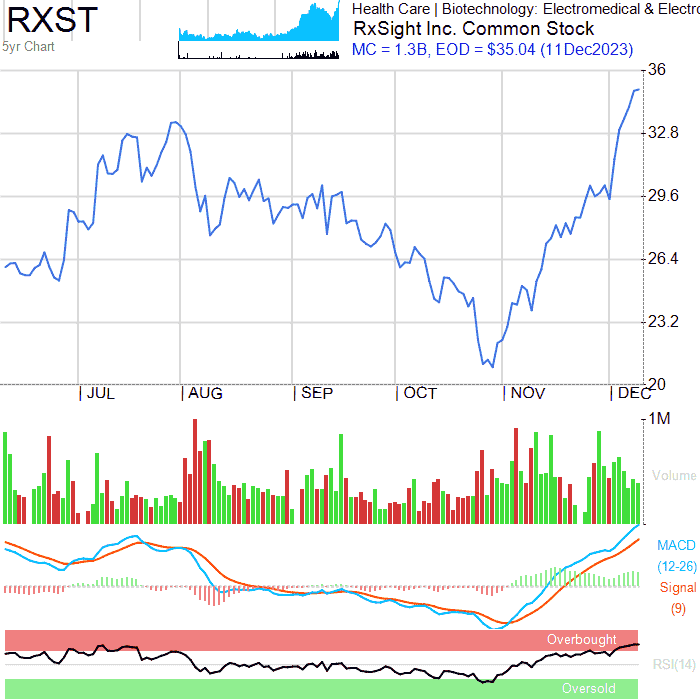 RXST
5yr Chart
Health Care | Biotechnology: Electromedical & Electro
RxSight Inc. Common Stock
MC = 1.3B, EOD = $35.04 (11Dec2023)
36
32.8
29.6
26.4
23.2
20
| JUL | AUG | SEP | OCT | NOV | DEC
1M
Volume
MACD
(12-26)
Signal
(9)
Overbought
RSI(14)
Oversold